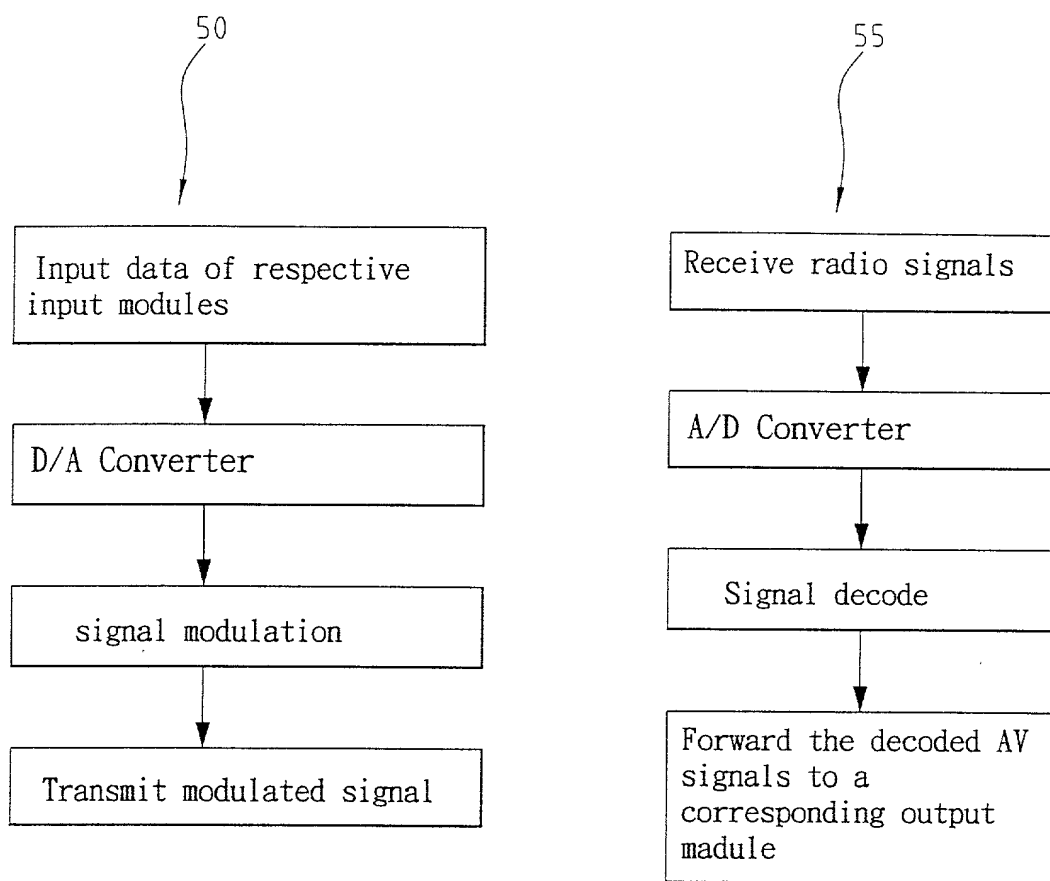 50
Input data of respective
input modules
D/A Converter
signal modulation
Transmit modulated signal
55
Receive radio signals
A/D Converter
Signal decode
Forward the decoded AV
signals to a
corresponding output
madule